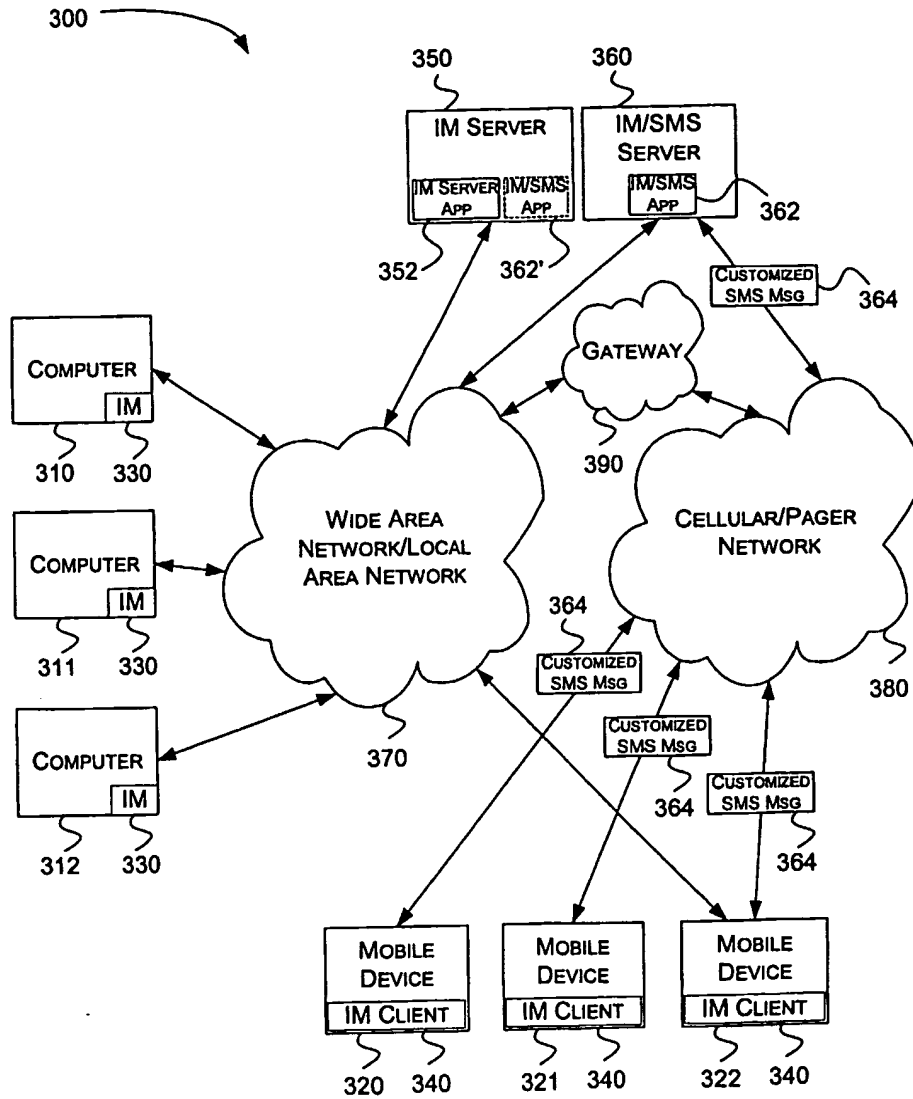 300
350
360
IM SERVER
IM SERVER APP
IM/SMS APP
352
362'
IM/SMS SERVER
IM/SMS APP
362
CUSTOMIZED SMS MSG
364
GATEWAY
390
COMPUTER
IM
310
330
COMPUTER
IM
311
330
COMPUTER
IM
312
330
WIDE AREA
NETWORK/LOCAL
AREA NETWORK
370
CELLULAR/PAGER
NETWORK
380
364
CUSTOMIZED
SMS MSG
CUSTOMIZED
SMS MSG
364
CUSTOMIZED
SMS MSG
364
MOBILE
DEVICE
IM CLIENT
320
340
MOBILE
DEVICE
IM CLIENT
321
340
MOBILE
DEVICE
IM CLIENT
322
340